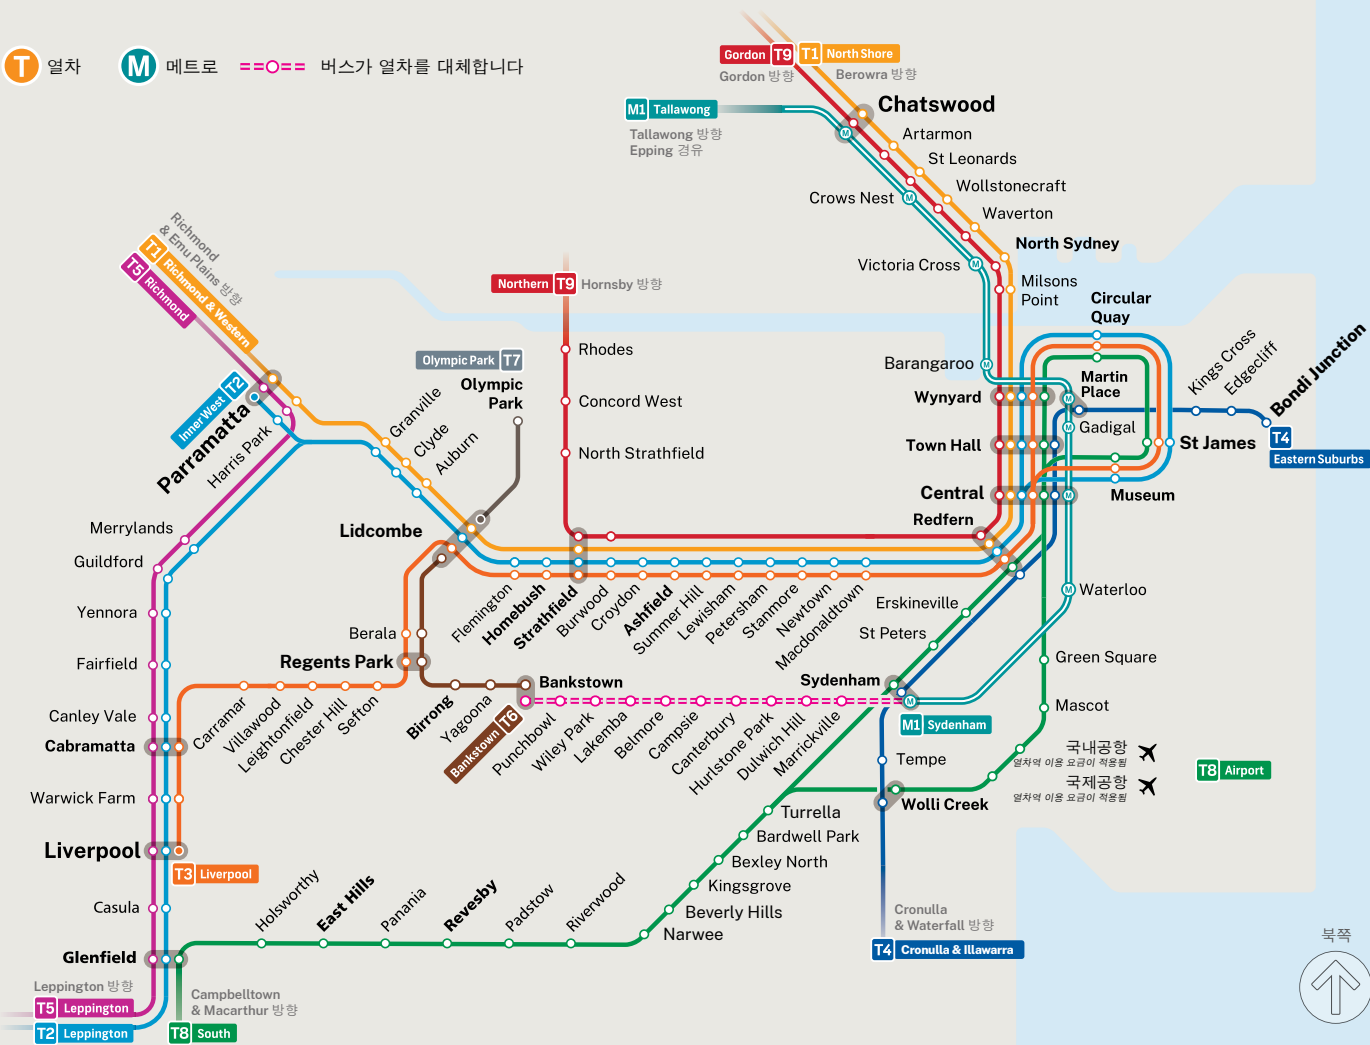 T 열차
M 메트로
버스가 열차를 대체합니다
Gordon T9
T1 North Shore
Gordon 방향
Berowra 방향
M1 Tallawong
Tallawong 방향
Epping 경유
Chatswood
Artarmon
St Leonards
Wollstonecraft
Waverton
North Sydney
Milsons
Point
M
Crows Nest
M
Victoria Cross
M
Barangaroo
M
Richmond
& Emu Plains 방향
T1 Richmond & Western
T5 Richmond
Inner West T2
Parramatta
Harris Park
Granville
Clyde
Auburn
Olympic Park T7
Olympic
Park
Northern T9
Hornsby 방향
Rhodes
Concord West
North Strathfield
Lidcombe
Circular
Quay
Kings Cross
Edgecliff
Bondi Junction
T4
Eastern Suburbs
Wynyard
Martin
Place
M
Gadigal
M
Town Hall
St James
Central
M
Museum
Redfern
Merrylands
Guildford
Yennora
Fairfield
Canley Vale
Cabramatta
Warwick Farm
Liverpool
T3 Liverpool
Casula
Glenfield
Leppington 방향
T5 Leppington
T2 Leppington
Campbelltown
& Macarthur 방향
T8 South
Flemington
Homebush
Strathfield
Burwood
Croydon
Ashfield
Summer Hill
Lewisham
Petersham
Stanmore
Newtown
Macdonaldtown
Berala
Regents Park
Carramar
Villawood
Leightonfield
Chester Hill
Sefton
Birrong
Yagoona
Bankstown
Bankstown T6
Punchbowl
Wiley Park
Lakemba
Belmore
Campsie
Canterbury
Hurlstone Park
Dulwich Hill
Marrickville
Erskineville
St Peters
Sydenham
M
M1 Sydenham
Waterloo
M
Green Square
Mascot
국내공항
열차역 이용 요금이 적용됨
국제공항
열차역 이용 요금이 적용됨
T8 Airport
Tempe
Wolli Creek
Turrella
Bardwell Park
Bexley North
Kingsgrove
Beverly Hills
Narwee
Holsworthy
East Hills
Panania
Revesby
Padstow
Riverwood
Cronulla
& Waterfall 방향
T4 Cronulla & Illawarra
북쪽